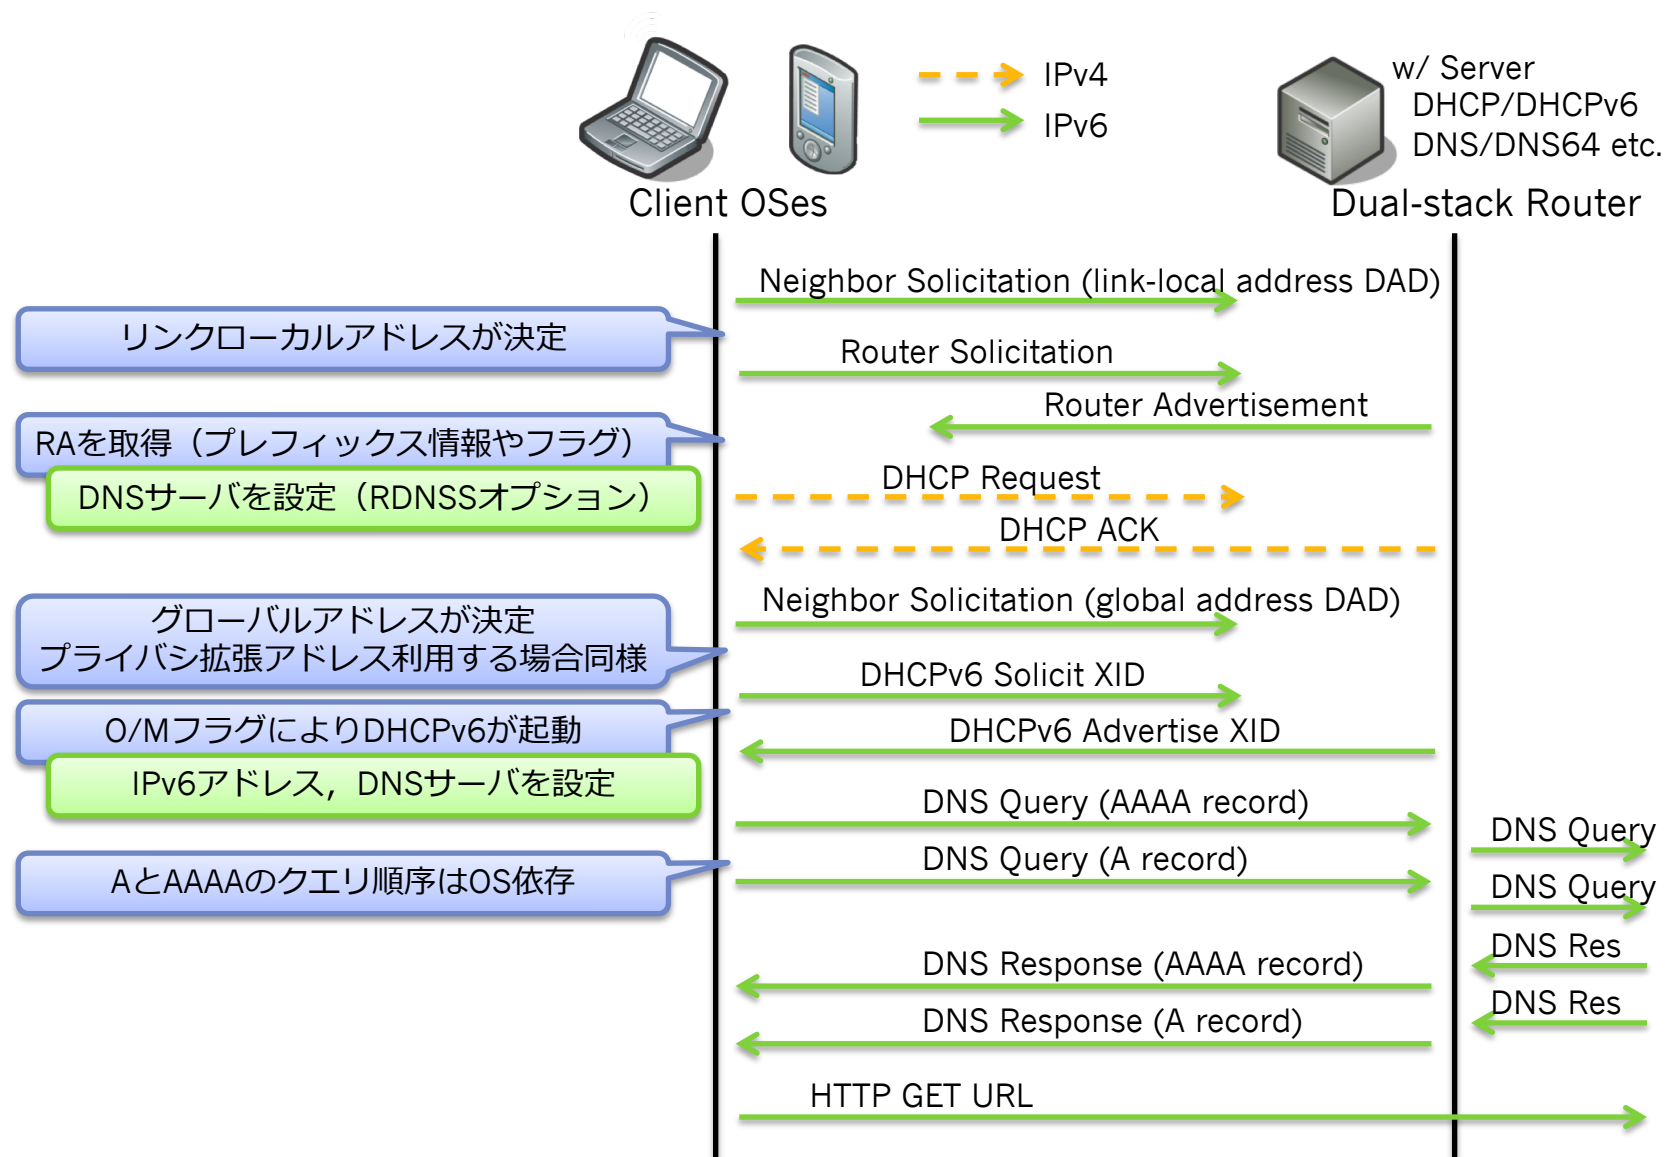 IPv4
IPv6
w/ Server
DHCP/DHCPv6
DNS/DNS64 etc.
Client OSes
Dual-stack Router
Neighbor Solicitation (link-local address DAD)
リンクローカルアドレスが決定
Router Solicitation
Router Advertisement
RAを取得（プレフィックス情報やフラグ）
DHCP Request
DNSサーバを設定（RDNSSオプション）
DHCP ACK
Neighbor Solicitation (global address DAD)
グローバルアドレスが決定
プライバシ拡張アドレス利用する場合同様
DHCPv6 Solicit XID
O/MフラグによりDHCPv6が起動
DHCPv6 Advertise XID
IPv6アドレス，DNSサーバを設定
DNS Query (AAAA record)
DNS Query
DNS Query (A record)
AとAAAAのクエリ順序はOS依存
DNS Query
DNS Res
DNS Response (AAAA record)
DNS Res
DNS Response (A record)
HTTP GET URL